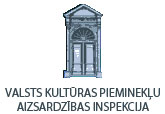 VALSTS KULTŪRAS PIEMINEKĻU
AIZSARDZĪBAS INSPEKCIJA